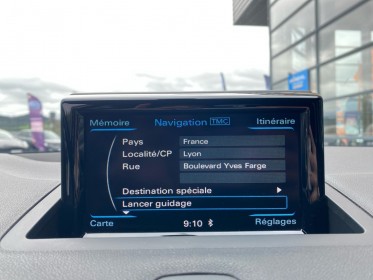 Mémoire Navigation TMC Itinéraire
Pays France
Localité/CP Lyon
Rue Boulevard Yves Farge
Destination spéciale
Lancer guidage
Carte 9:10 Réglages